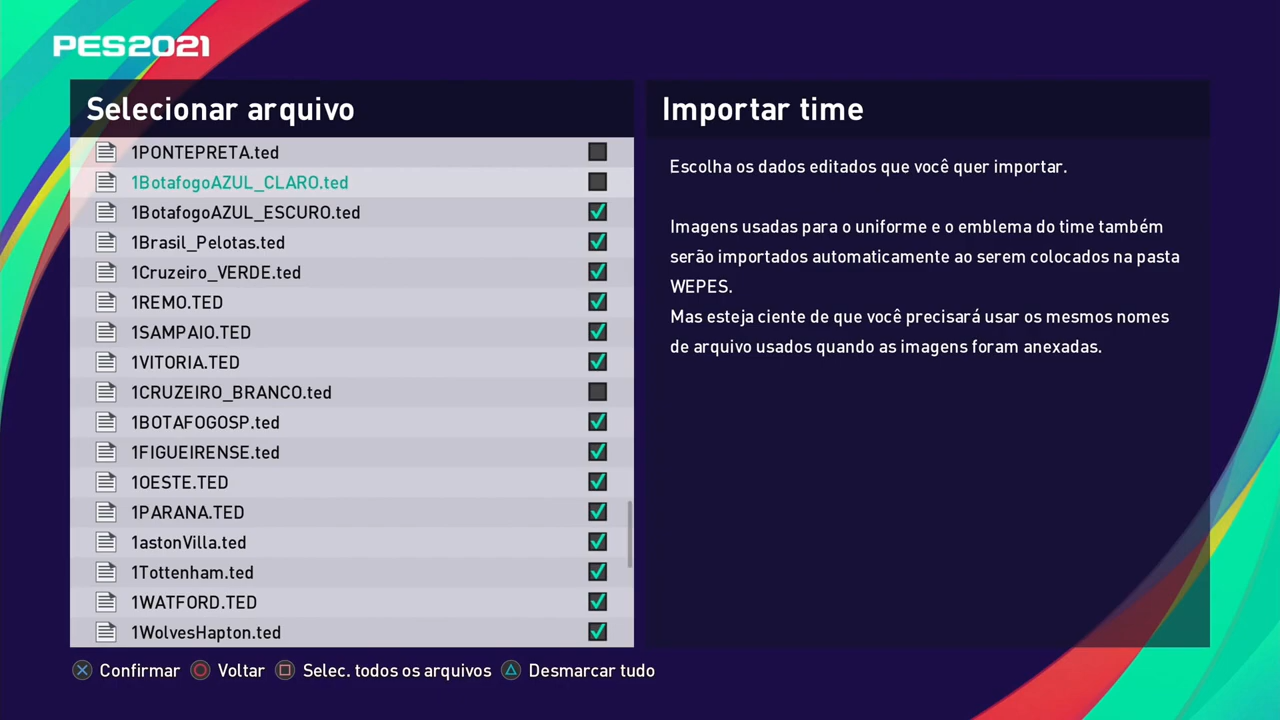 PES2021
Selecionar arquivo
1PONTEPRETA.ted
1BotafogoAZUL_CLARO.ted
1BotafogoAZUL_ESCURO.ted
1Brasil_Pelotas.ted
1Cruzeiro_VERDE.ted
1REMO.TED
1SAMPAIO.TED
1VITORIA.TED
1CRUZEIRO_BRANCO.ted
1BOTAFOGOSP.ted
1FIGUEIRENSE.ted
1OESTE.TED
1PARANA.TED
1astonVilla.ted
1Tottenham.ted
1WATFORD.TED
1WolvesHapton.ted
Importar time
Escolha os dados editados que você quer importar.
Imagens usadas para o uniforme e o emblema do time também
serão importados automaticamente ao serem colocados na pasta
WEPES.
Mas esteja ciente de que você precisará usar os mesmos nomes
de arquivo usados quando as imagens foram anexadas.
Confirmar Voltar Selec. todos os arquivos Desmarcar tudo